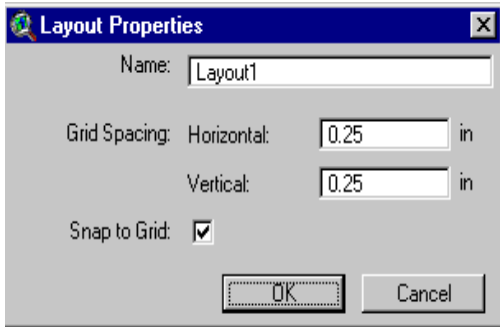 Layout Properties
Name: Layout1
Grid Spacing: Horizontal: 0.25 in
Vertical: 0.25 in
Snap to Grid:
OK Cancel